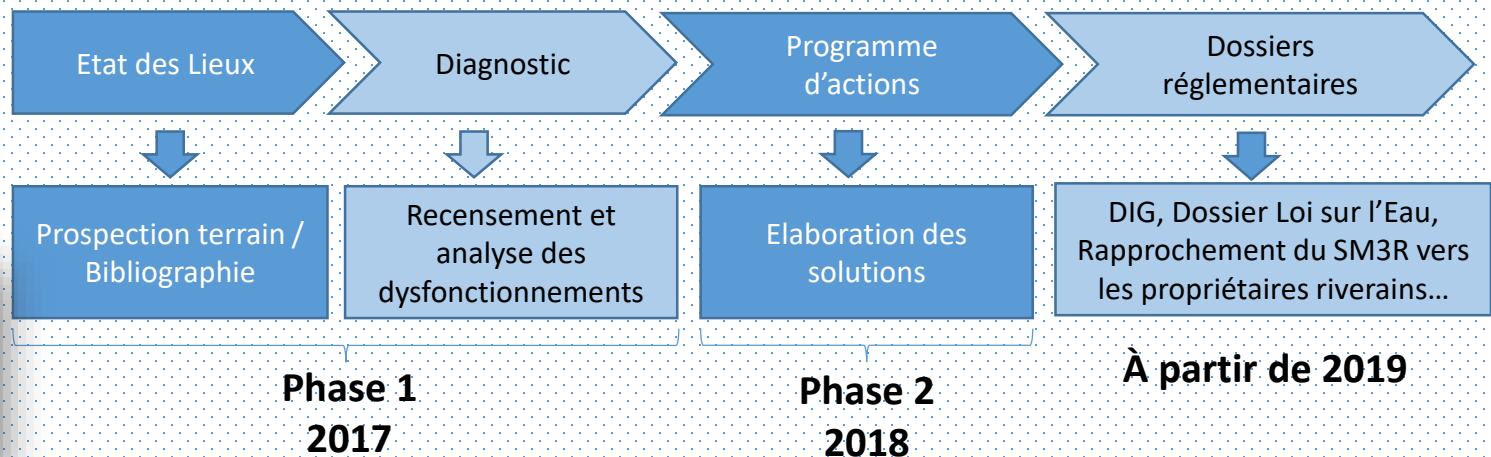 Etat des Lieux
Diagnostic
Programme
d’actions
Dossiers
réglementaires
Prospection terrain /
Bibliographie
Recensement et
analyse des
dysfonctionnements
Elaboration des
solutions
DIG, Dossier Loi sur l’Eau,
Rapprochement du SM3R vers
les propriétaires riverains…
Phase 1
2017
Phase 2
2018
À partir de 2019